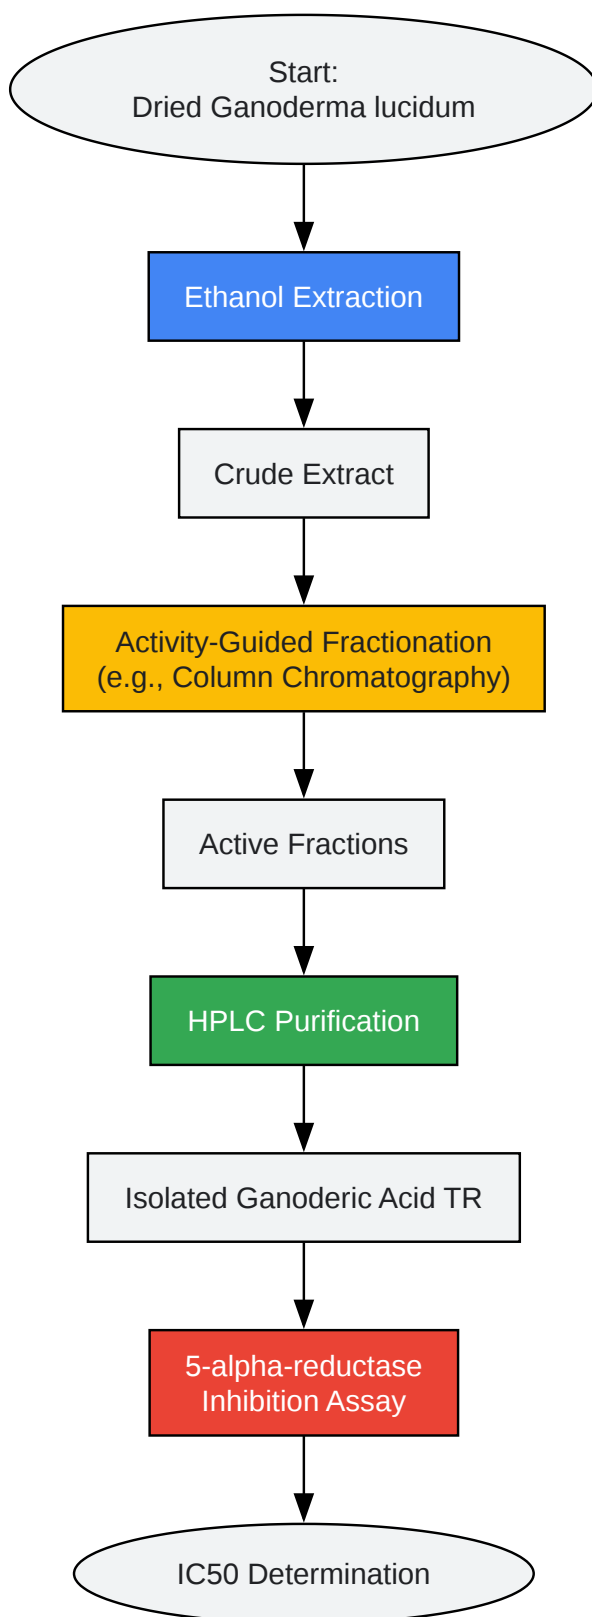 Start:
Dried Ganoderma lucidum
Ethanol Extraction
Crude Extract
Activity-Guided Fractionation
(e.g., Column Chromatography)
Active Fractions
HPLC Purification
Isolated Ganoderic Acid TR
5-alpha-reductase
Inhibition Assay
IC50 Determination